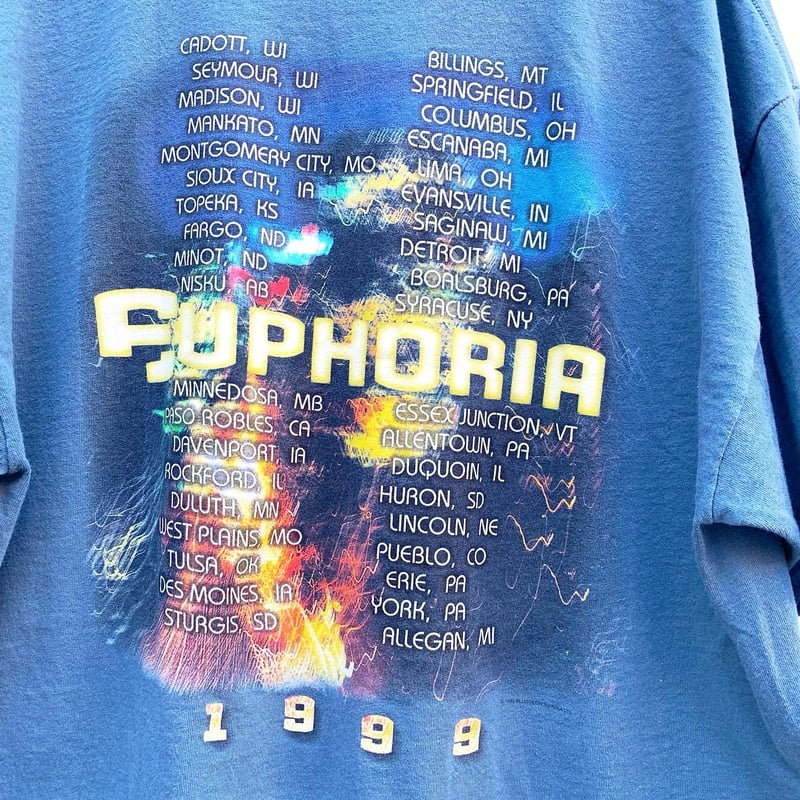 CADOTT, WI
SEYMOUR, WI
MADISON, WI
MANKATO, MN
MONTGOMERY CITY, MO
SIOUX CITY, IA
TOPEKA, KS
FARGO, ND
MINOT, ND
NISKU, AB
BILLINGS, MT
SPRINGFIELD, IL
COLUMBUS, OH
ESCANABA, MI
LIMA, OH
EVANSVILLE, IN
SAGINAW, MI
DETROIT, MI
BOALSBURG, PA
SYRACUSE, NY
EUPHORIA
MINNEDOSA, MB
PASO ROBLES, CA
DAVENPORT, IA
ROCKFORD, IL
DULUTH, MN
WEST PLAINS, MO
TULSA, OK
DES MOINES, IA
STURGIS, SD
ESSEX JUNCTION, VT
ALLENTOWN, PA
DUQUOIN, IL
HURON, SD
LINCOLN, NE
PUEBLO, CO
ERIE, PA
YORK, PA
ALLEGAN, MI
1999